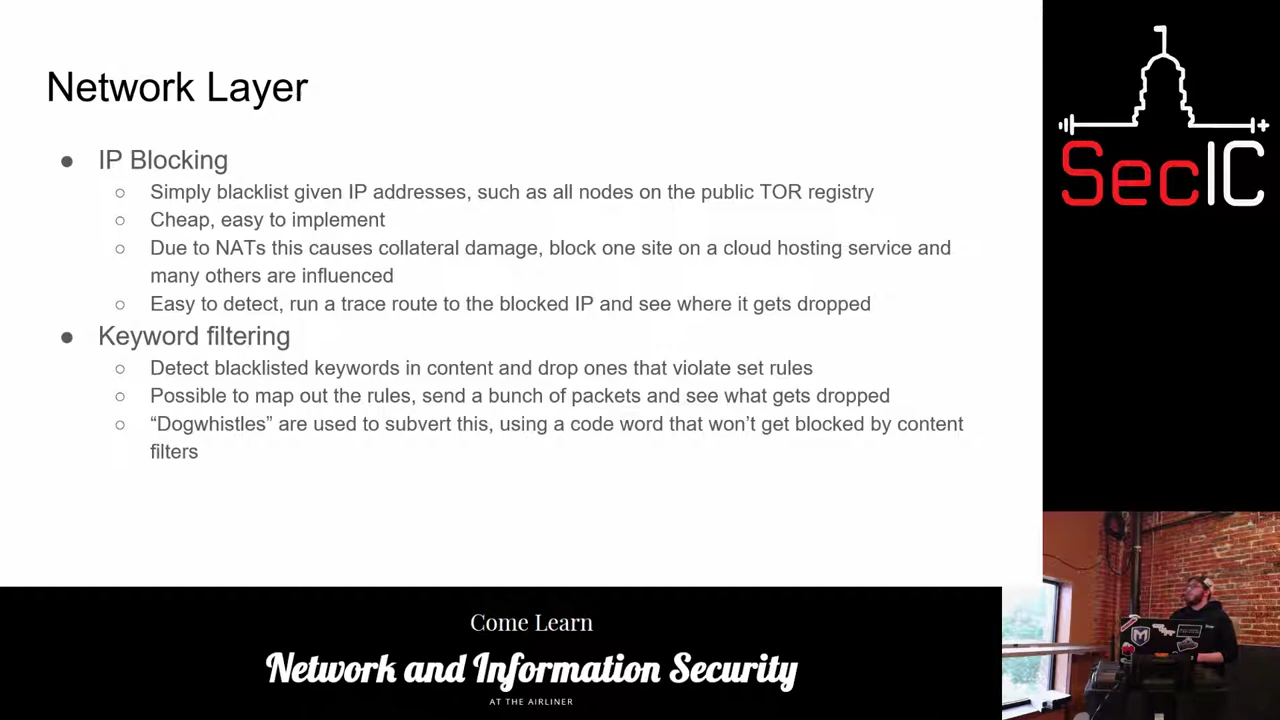 Network Layer
● IP Blocking
○ Simply blacklist given IP addresses, such as all nodes on the public TOR registry
○ Cheap, easy to implement
○ Due to NATs this causes collateral damage, block one site on a cloud hosting service and
many others are influenced
○ Easy to detect, run a trace route to the blocked IP and see where it gets dropped
● Keyword filtering
○ Detect blacklisted keywords in content and drop ones that violate set rules
○ Possible to map out the rules, send a bunch of packets and see what gets dropped
○ “Dogwhistles” are used to subvert this, using a code word that won’t get blocked by content
filters
SecIC
Come Learn
Network and Information Security
AT THE AIRLINER